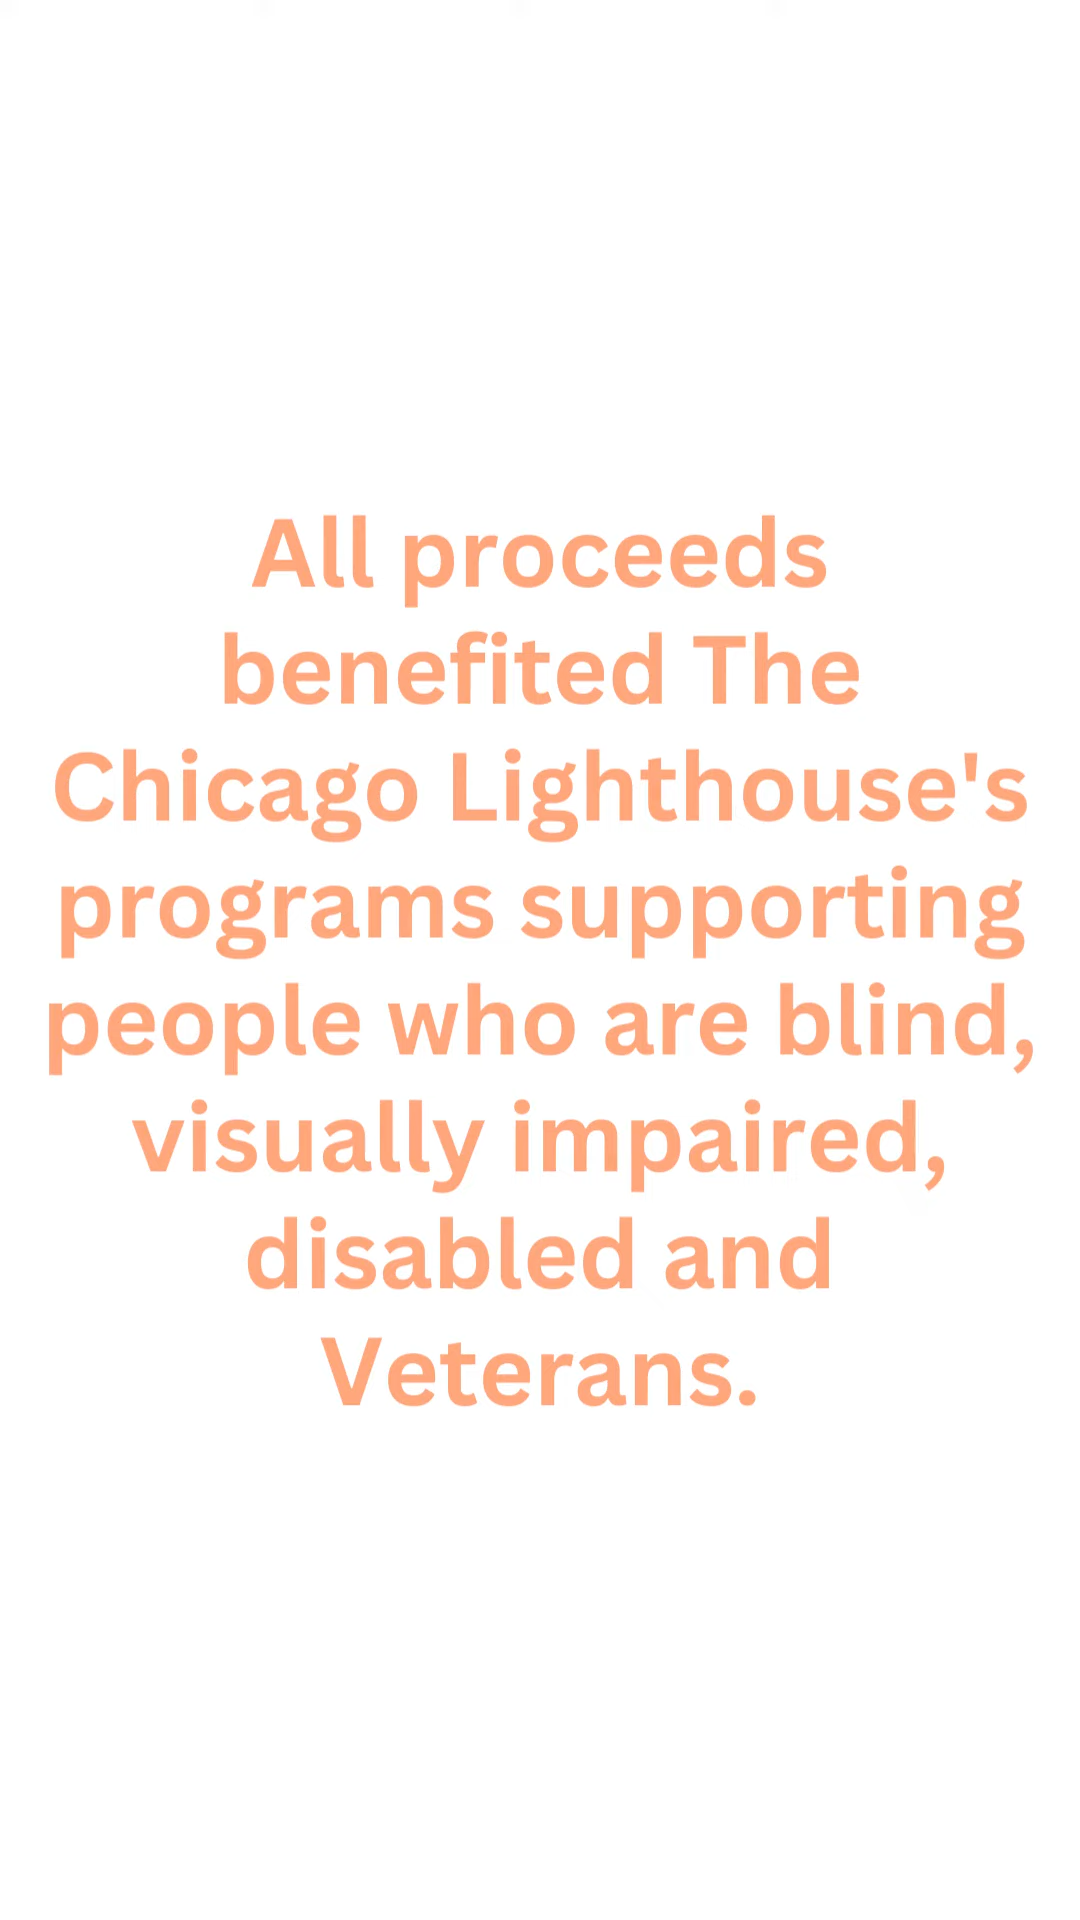 All proceeds
benefited The
Chicago Lighthouse's
programs supporting
people who are blind,
visually impaired,
disabled and
Veterans.